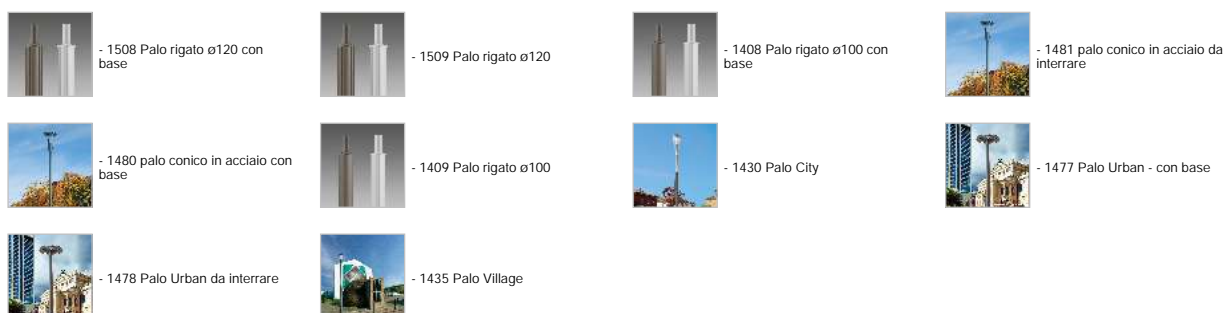 - 1508 Palo rigato ø120 con
base
- 1509 Palo rigato ø120
- 1408 Palo rigato ø100 con
base
- 1481 palo conico in acciaio da
interrare
- 1480 palo conico in acciaio con
base
- 1409 Palo rigato ø100
- 1430 Palo City
- 1477 Palo Urban - con base
- 1478 Palo Urban da interrare
- 1435 Palo Village